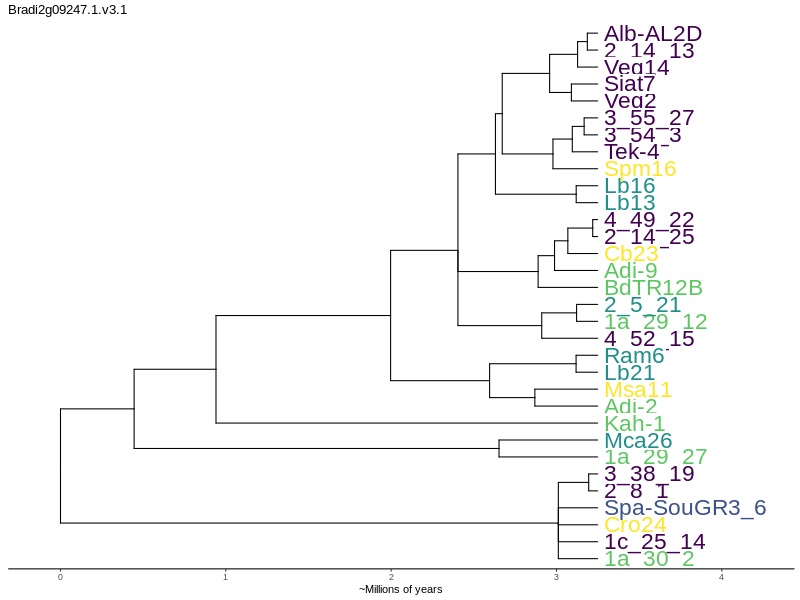 Bradi2g09247.1.v3.1
Alb-AL2D
2_14_13
Veg14
Siat7
Veg2
3_55_27
3_54_3
Tek-4
Spm16
Lb16
Lb13
4_49_22
2_14_25
Cb23
Adi-9
BdTR12B
2_5_21
1a_29_12
4_52_15
Ram6
Lb21
Msa11
Adi-2
Kah-1
Mca26
1a_29_27
3_38_19
2_8_1
Spa-SouGR3_6
Cro24
1c_25_14
1a_30_2
0 1 2 3 4
~Millions of years